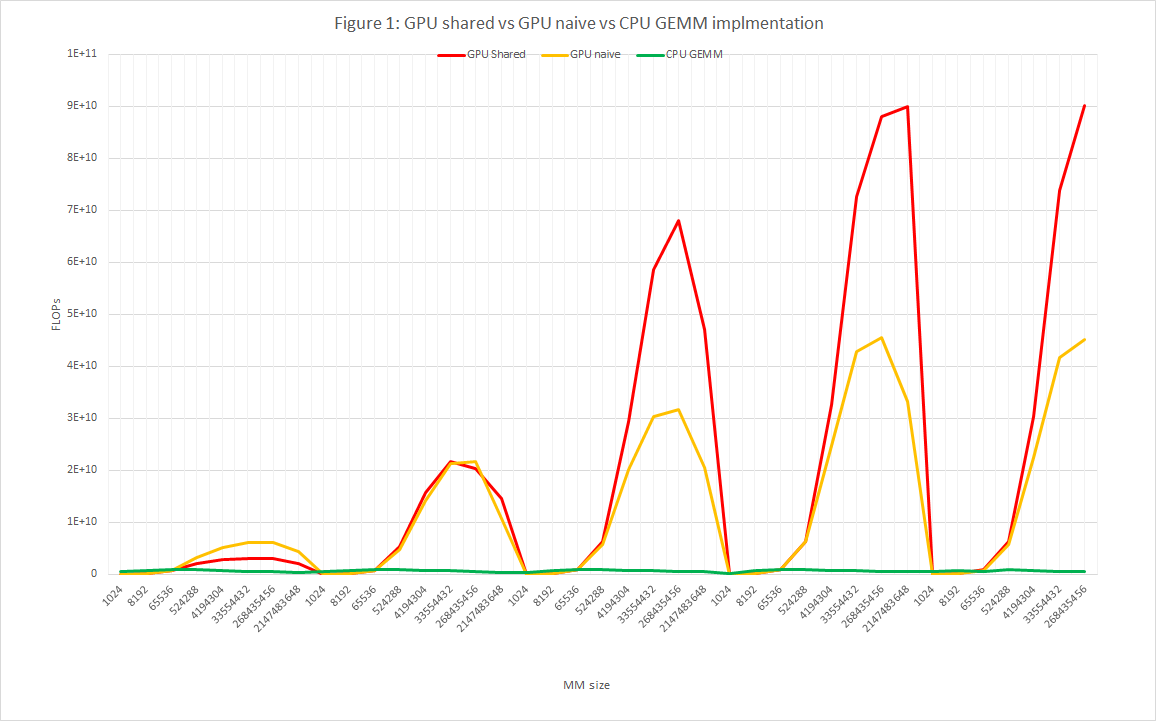 Figure 1: GPU shared vs GPU naive vs CPU GEMM implmentation
GPU Shared
GPU naive
CPU GEMM
1E+11
9E+10
8E+10
7E+10
6E+10
5E+10
4E+10
3E+10
2E+10
1E+10
0
FLOPs
1024
8192
65536
524288
4194304
33554432
268435456
2147483648
1024
8192
65536
524288
4194304
33554432
268435456
2147483648
1024
8192
65536
524288
4194304
33554432
268435456
2147483648
1024
8192
65536
524288
4194304
33554432
268435456
2147483648
1024
8192
65536
524288
4194304
33554432
268435456
MM size